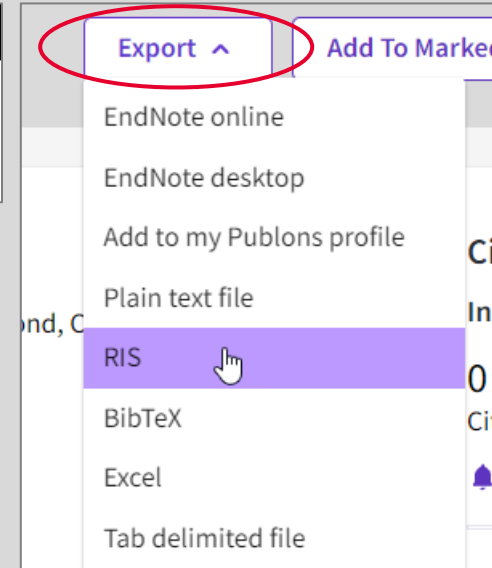 Export Add To Marked
EndNote online
EndNote desktop
Add to my Publons profile
Plain text file
RIS
BibTeX
Excel
Tab delimited file
ond, C
Ci
In
0
Ci